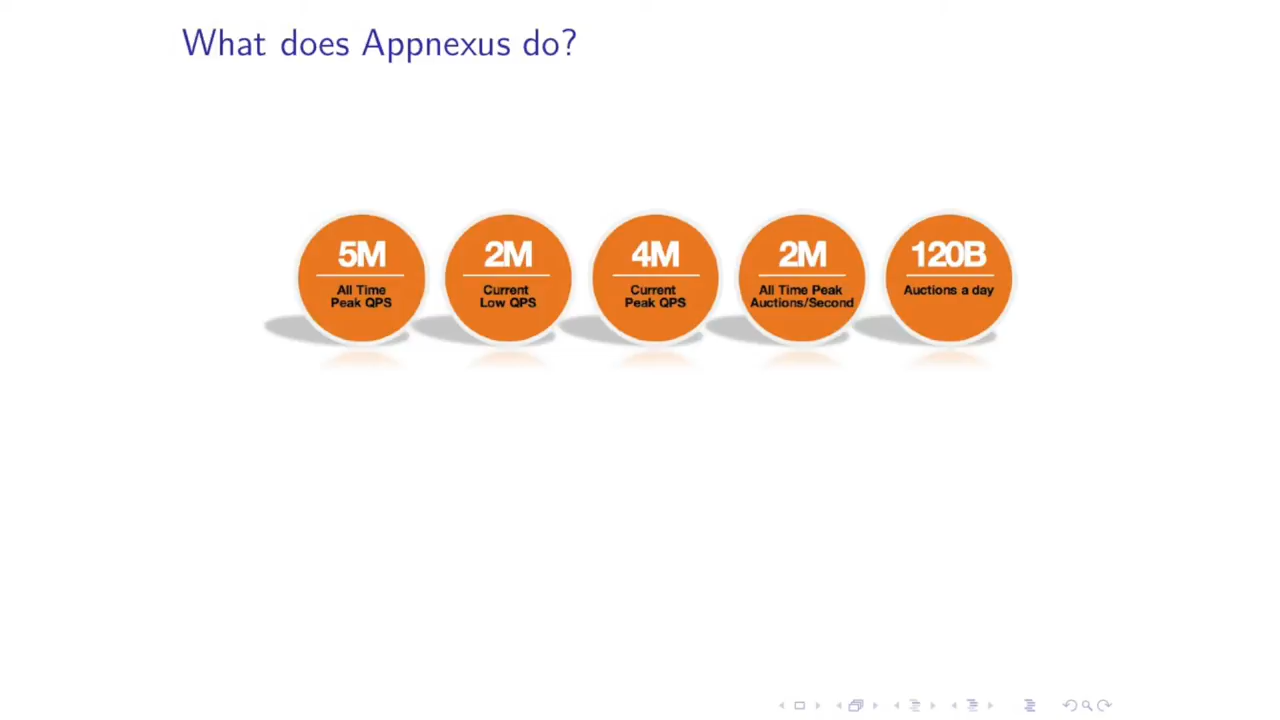 What does Appnexus do?
5M
All Time
Peak QPS
2M
Current
Low QPS
4M
Current
Peak QPS
2M
All Time Peak
Auctions/Second
120B
Auctions a day